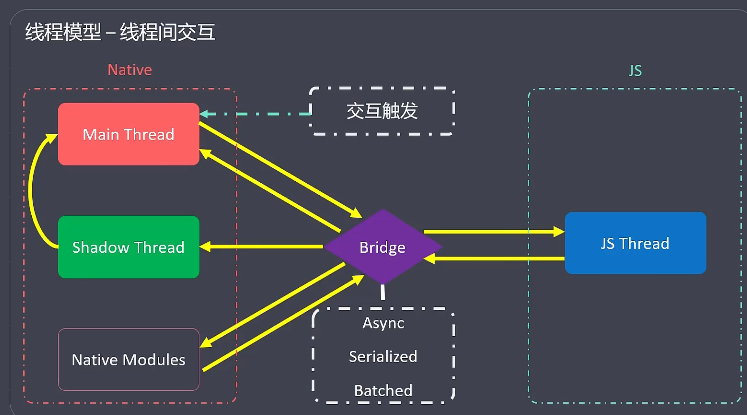 线程模型 – 线程间交互
Native
JS
Main Thread
交互触发
Shadow Thread
Bridge
JS Thread
Native Modules
Async
Serialized
Batched